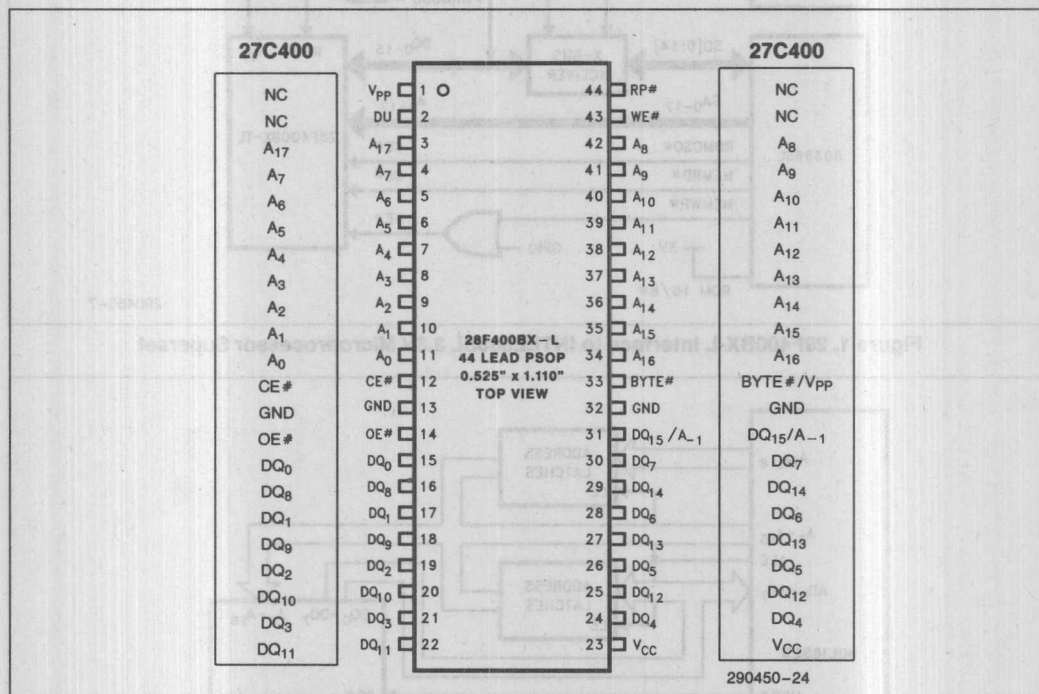 27C400 27C400
NC VPP 1 44 RP# NC
NC DU 2 43 WE# NC
A17 A17 3 42 A8 A8
A7 A7 4 41 A9 A9
A6 A6 5 40 A10 A10
A5 A5 6 39 A11 A11
A4 A4 7 38 A12 A12
A3 A3 8 37 A13 A13
A2 A2 9 36 A14 A14
A1 A1 10 35 A15 A15
A0 A0 11 34 A16 A16
CE# CE# 12 33 BYTE# BYTE#/VPP
GND GND 13 32 GND GND
OE# OE# 14 31 DQ15/A-1 DQ15/A-1
DQ0 DQ0 15 30 DQ7 DQ7
DQ8 DQ8 16 29 DQ14 DQ14
DQ1 DQ1 17 28 DQ6 DQ6
DQ9 DQ9 18 27 DQ13 DQ13
DQ2 DQ2 19 26 DQ5 DQ5
DQ10 DQ10 20 25 DQ12 DQ12
DQ3 DQ3 21 24 DQ4 DQ4
DQ11 DQ11 22 23 VCC VCC
28F400BX-L
44 LEAD PSOP
0.525" x 1.110"
TOP VIEW
290450-24